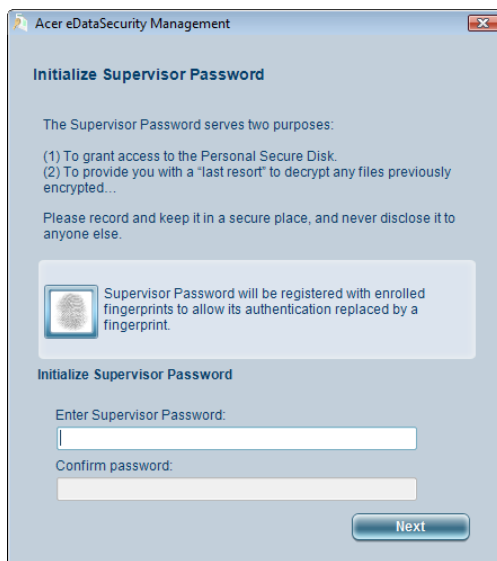 Acer eDataSecurity Management
Initialize Supervisor Password
The Supervisor Password serves two purposes:
(1) To grant access to the Personal Secure Disk.
(2) To provide you with a “last resort” to decrypt any files previously
encrypted...
Please record and keep it in a secure place, and never disclose it to
anyone else.
Supervisor Password will be registered with enrolled
fingerprints to allow its authentication replaced by a
fingerprint.
Initialize Supervisor Password
Enter Supervisor Password:
Confirm password:
Next